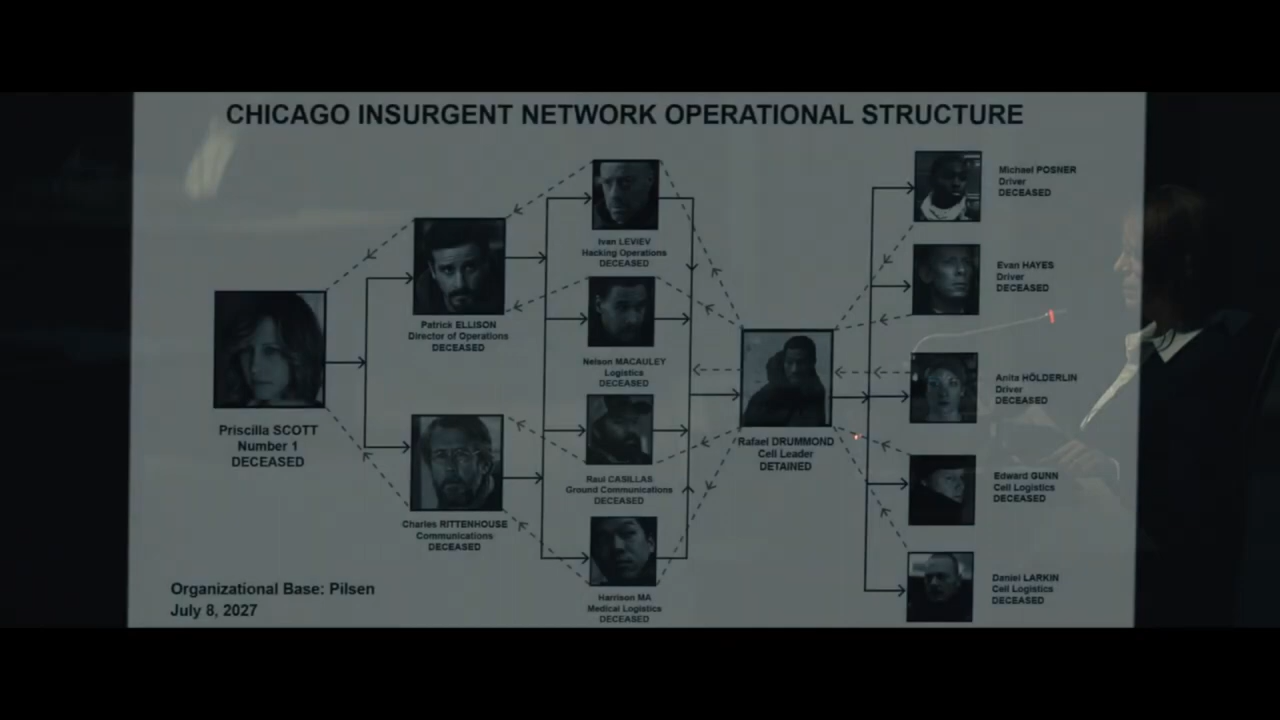 CHICAGO INSURGENT NETWORK OPERATIONAL STRUCTURE
Priscilla SCOTT
Number 1
DECEASED
Patrick ELLISON
Director of Operations
DECEASED
Charles RITTENHOUSE
Communications
DECEASED
Ivan LEVIEV
Hacking Operations
DECEASED
Nelson MACAULEY
Logistics
DECEASED
Raul CASILLAS
Ground Communications
DECEASED
Harrison MA
Medical Logistics
DECEASED
Rafael DRUMMOND
Cell Leader
DETAINED
Michael POSNER
Driver
DECEASED
Evan HAYES
Driver
DECEASED
Anita HÖLDERLIN
Driver
DECEASED
Edward GUNN
Cell Logistics
DECEASED
Daniel LARKIN
Cell Logistics
DECEASED
Organizational Base: Pilsen
July 8, 2027